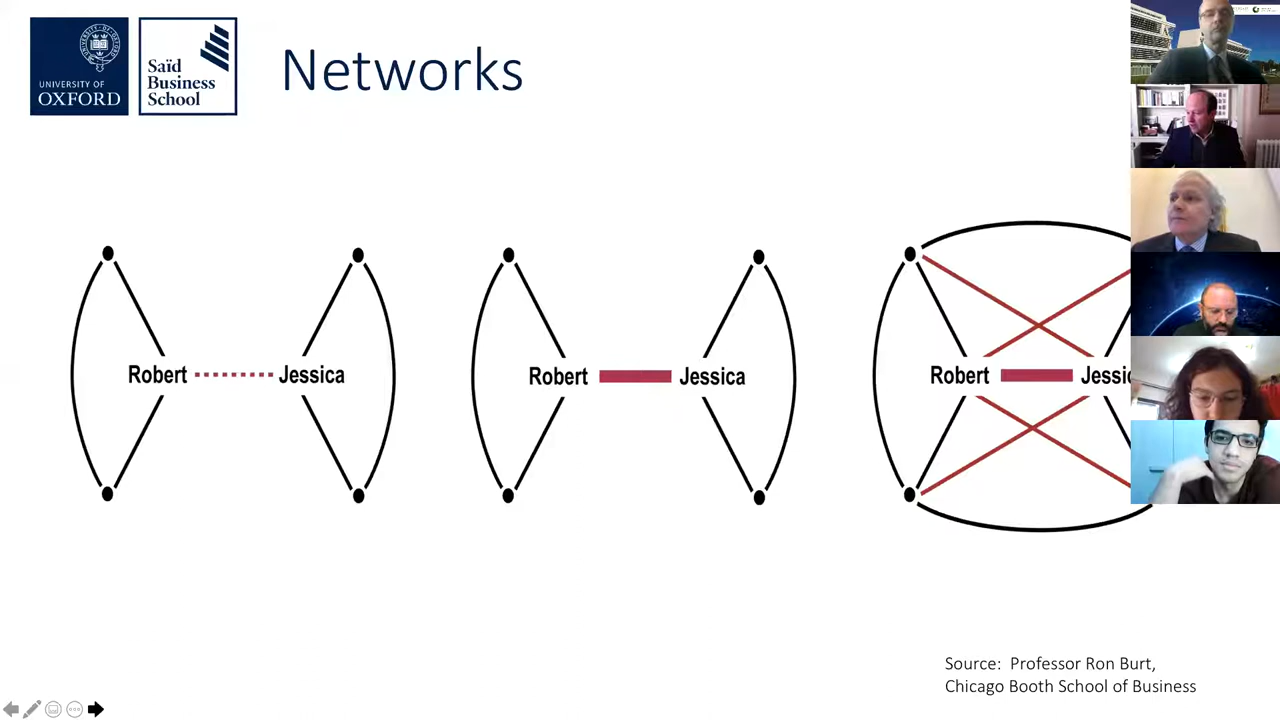 UNIVERSITY OF
OXFORD
Saïd
Business
School
Networks
Robert
Jessica
Robert
Jessica
Robert
Source: Professor Ron Burt,
Chicago Booth School of Business